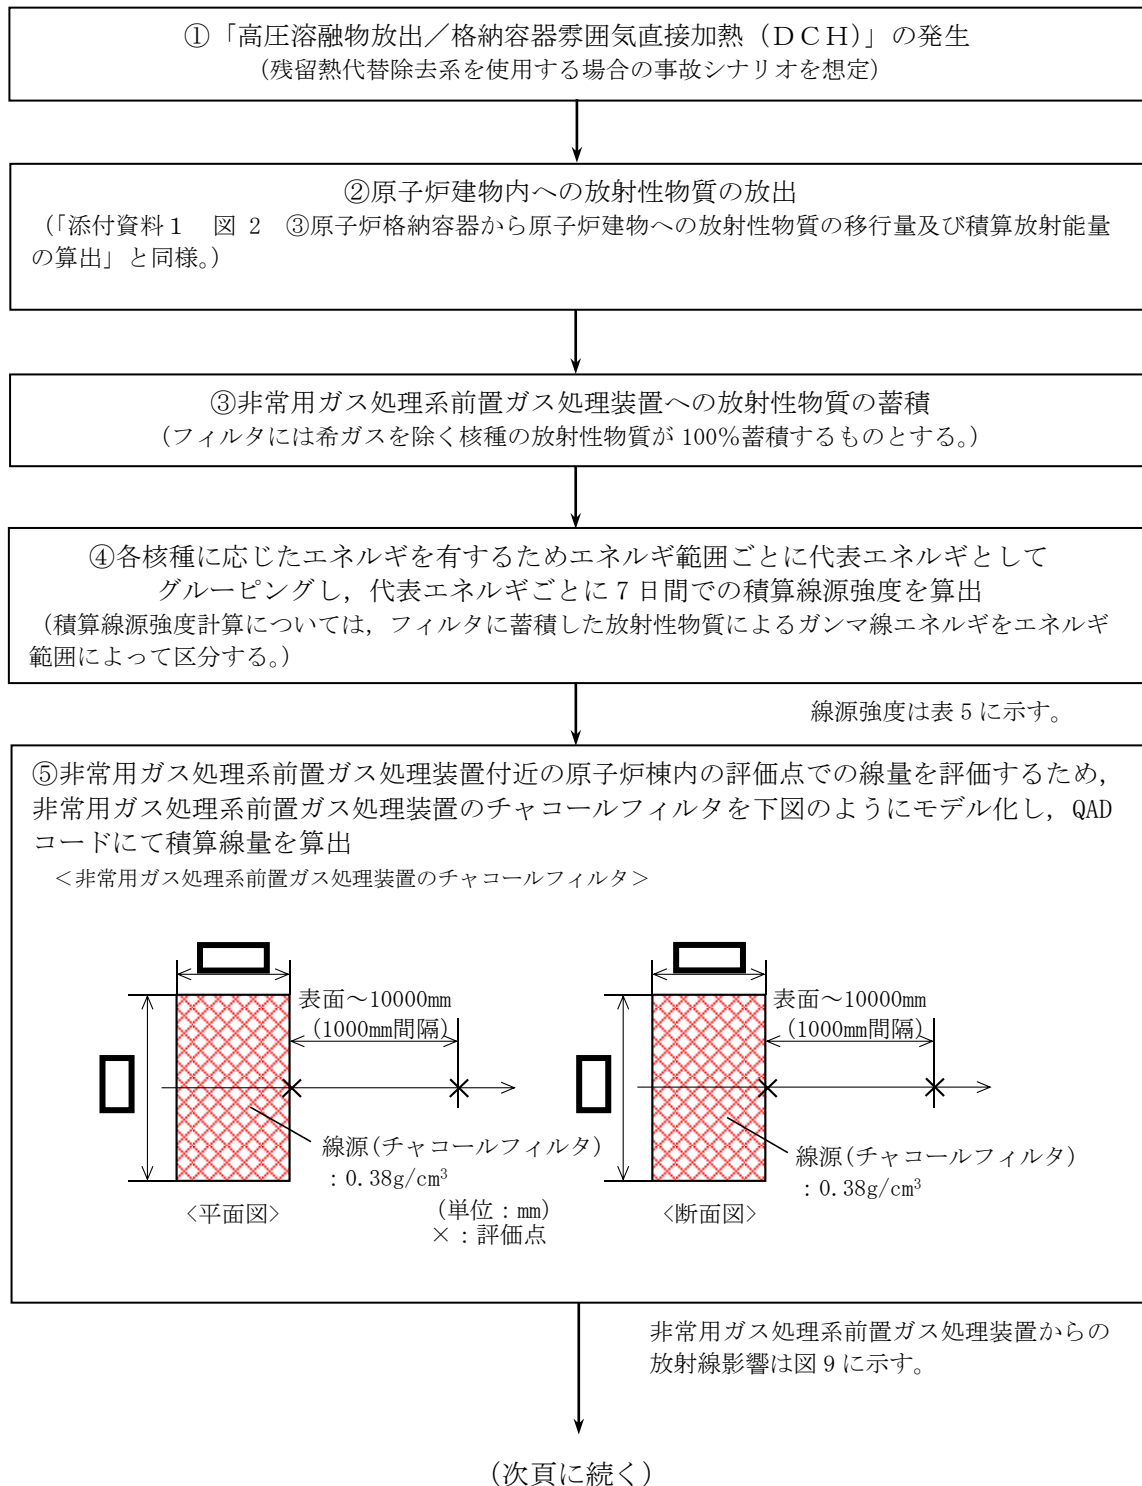 ①「高圧溶融物放出／格納容器雰囲気直接加熱（ＤＣＨ）」の発生
（残留熱代替除去系を使用する場合の事故シナリオを想定）
②原子炉建物内への放射性物質の放出
（「添付資料１　図 2　③原子炉格納容器から原子炉建物への放射性物質の移行量及び積算放射能量
の算出」と同様。）
③非常用ガス処理系前置ガス処理装置への放射性物質の蓄積
（フィルタには希ガスを除く核種の放射性物質が 100％蓄積するものとする。）
④各核種に応じたエネルギを有するためエネルギ範囲ごとに代表エネルギとして
グルーピングし，代表エネルギごとに 7 日間での積算線源強度を算出
（積算線源強度計算については，フィルタに蓄積した放射性物質によるガンマ線エネルギをエネルギ
範囲によって区分する。）
線源強度は表 5 に示す。
⑤非常用ガス処理系前置ガス処理装置付近の原子炉棟内の評価点での線量を評価するため，
非常用ガス処理系前置ガス処理装置のチャコールフィルタを下図のようにモデル化し，QAD
コードにて積算線量を算出
＜非常用ガス処理系前置ガス処理装置のチャコールフィルタ＞
表面～10000mm
（1000mm間隔）
線源（チャコールフィルタ）
：0.38g/cm³
＜平面図＞
（単位：mm）
×：評価点
表面～10000mm
（1000mm間隔）
線源（チャコールフィルタ）
：0.38g/cm³
＜断面図＞
非常用ガス処理系前置ガス処理装置からの
放射線影響は図 9 に示す。
（次頁に続く）